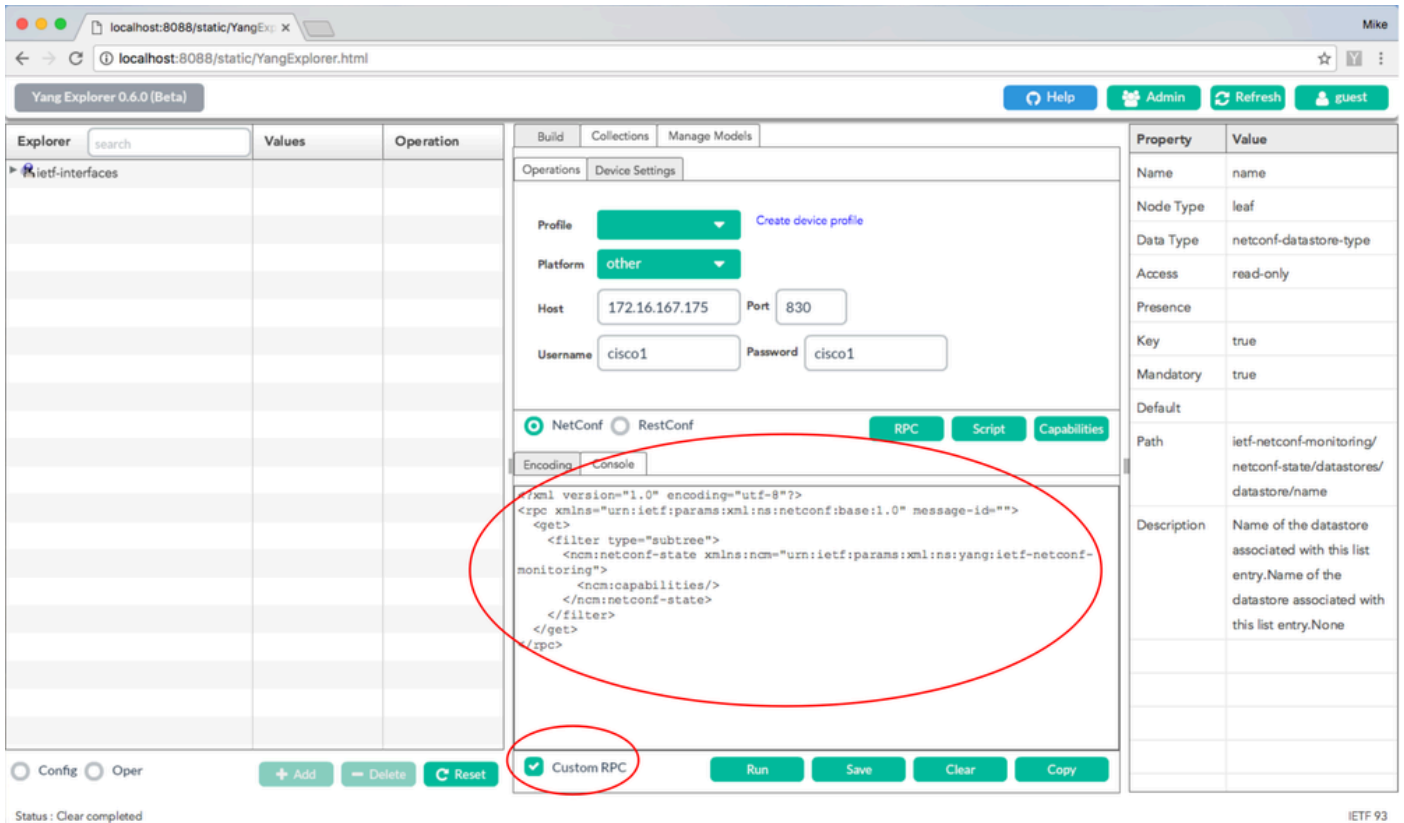 localhost:8088/static/YangExp
Mike
localhost:8088/static/YangExplorer.html
Yang Explorer 0.6.0 (Beta)
Help
Admin
Refresh
guest
Explorer
search
Values
Operation
ietf-interfaces
Build
Collections
Manage Models
Operations
Device Settings
Profile
Create device profile
Platform
other
Host
172.16.167.175
Port
830
Username
cisco1
Password
cisco1
NetConf
RestConf
RPC
Script
Capabilities
Encoding
Console
<?xml version="1.0" encoding="utf-8"?>
<rpc xmlns="urn:ietf:params:xml:ns:netconf:base:1.0" message-id="">
<get>
<filter type="subtree">
<ncm:netconf-state xmlns:ncm="urn:ietf:params:xml:ns:yang:ietf-netconf-
monitoring">
<ncm:capabilities/>
</ncm:netconf-state>
</filter>
</get>
</rpc>
Custom RPC
Run
Save
Clear
Copy
Property
Value
Name
name
Node Type
leaf
Data Type
netconf-datastore-type
Access
read-only
Presence
Key
true
Mandatory
true
Default
Path
ietf-netconf-monitoring/
netconf-state/datastores/
datastore/name
Description
Name of the datastore
associated with this list
entry.Name of the
datastore associated with
this list entry.None
Config
Oper
Add
Delete
Reset
Status : Clear completed
IETF 93